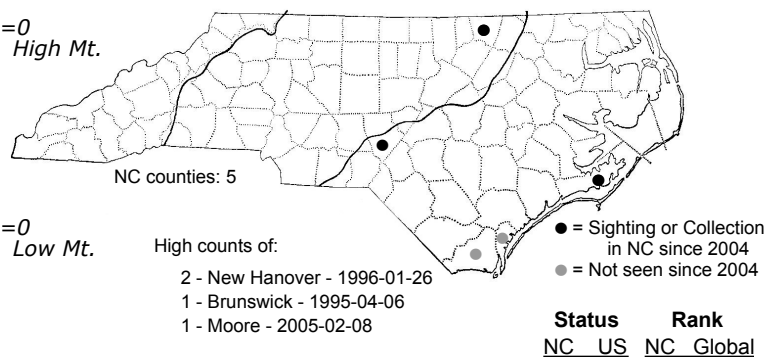 =0
High Mt.
NC counties: 5
=0
Low Mt.
High counts of:
2 - New Hanover - 1996-01-26
1 - Brunswick - 1995-04-06
1 - Moore - 2005-02-08
● = Sighting or Collection
in NC since 2004
● = Not seen since 2004
Status Rank
NC US NC Global